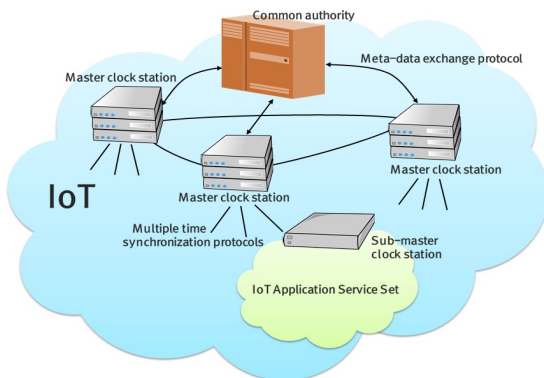 Common authority
Meta-data exchange protocol
Master clock station
Master clock station
IoT
Master clock station
Multiple time
synchronization protocols
Sub-master
clock station
IoT Application Service Set